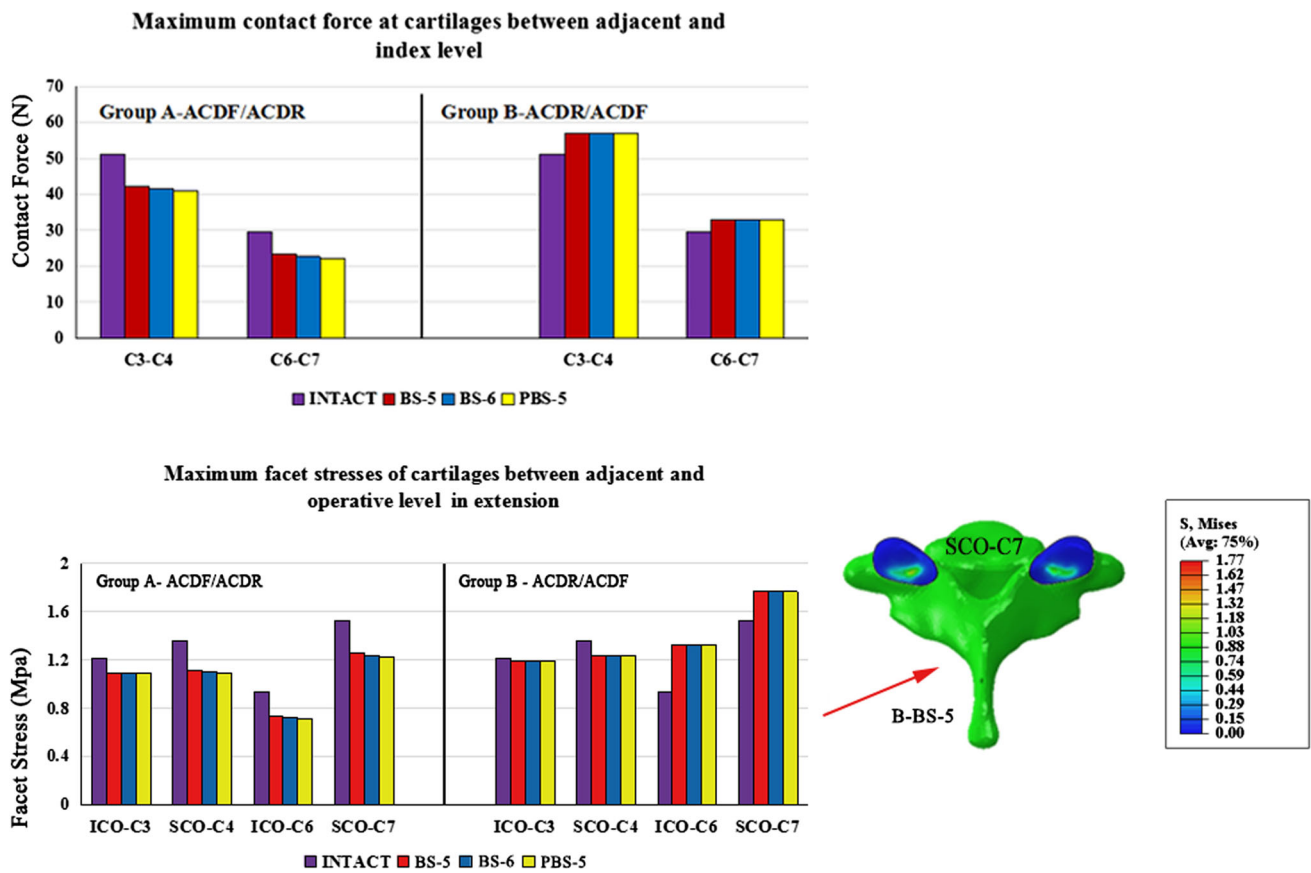 Maximum contact force at cartilages between adjacent and
index level
Contact Force (N)
70
60
50
40
30
20
10
0
Group A-ACDF/ACDR
Group B-ACDR/ACDF
C3-C4 C6-C7 C3-C4 C6-C7
INTACT BS-5 BS-6 PBS-5
Maximum facet stresses of cartilages between adjacent and
operative level in extension
Facet Stress (Mpa)
2
1.6
1.2
0.8
0.4
0
Group A- ACDF/ACDR
Group B - ACDR/ACDF
ICO-C3 SCO-C4 ICO-C6 SCO-C7 ICO-C3 SCO-C4 ICO-C6 SCO-C7
INTACT BS-5 BS-6 PBS-5
SCO-C7
B-BS-5
S, Mises
(Avg: 75%)
1.77
1.62
1.47
1.32
1.18
1.03
0.88
0.74
0.59
0.44
0.29
0.15
0.00